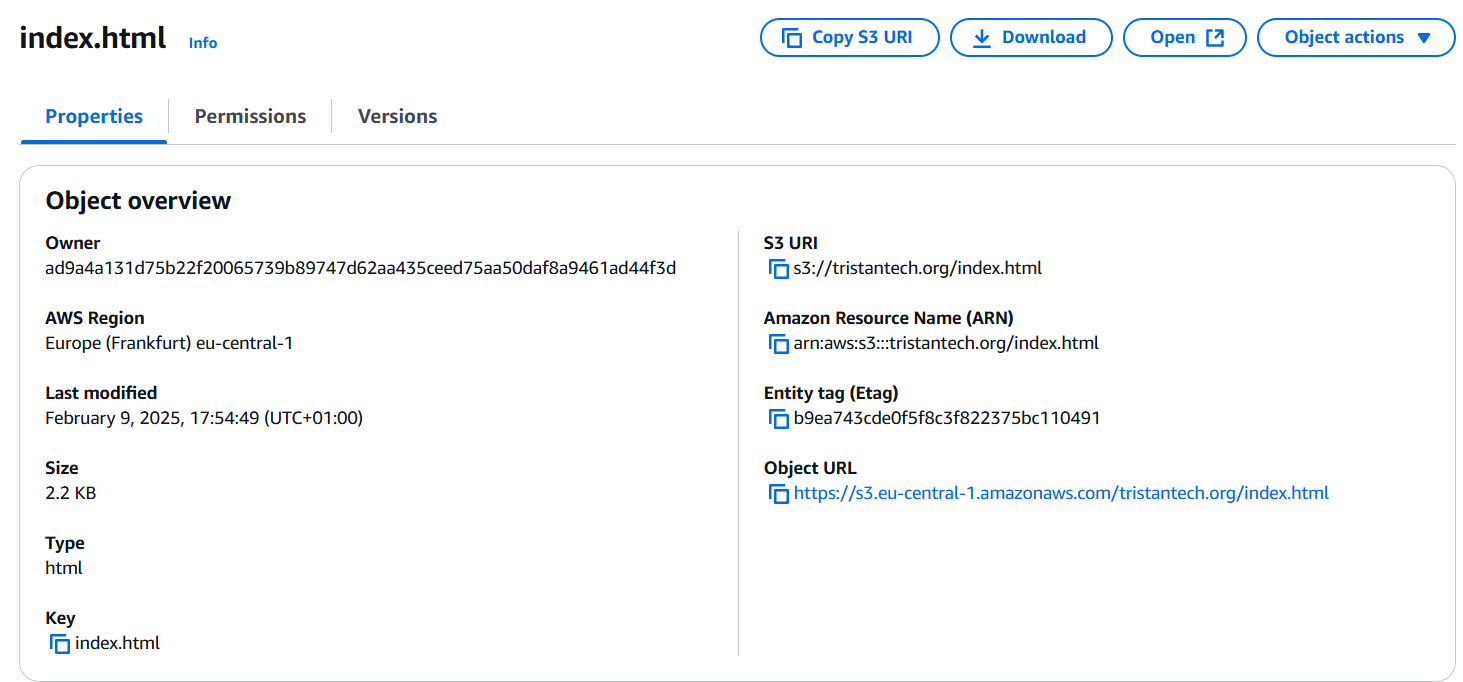 index.html Info Copy S3 URI Download Open Object actions
Properties Permissions Versions
Object overview
Owner
ad9a4a131d75b22f20065739b89747d62aa435ceed75aa50daf8a9461ad44f3d
AWS Region
Europe (Frankfurt) eu-central-1
Last modified
February 9, 2025, 17:54:49 (UTC+01:00)
Size
2.2 KB
Type
html
Key
index.html
S3 URI
s3://tristantech.org/index.html
Amazon Resource Name (ARN)
arn:aws:s3:::tristantech.org/index.html
Entity tag (Etag)
b9ea743cde0f5f8c3f822375bc110491
Object URL
https://s3.eu-central-1.amazonaws.com/tristantech.org/index.html